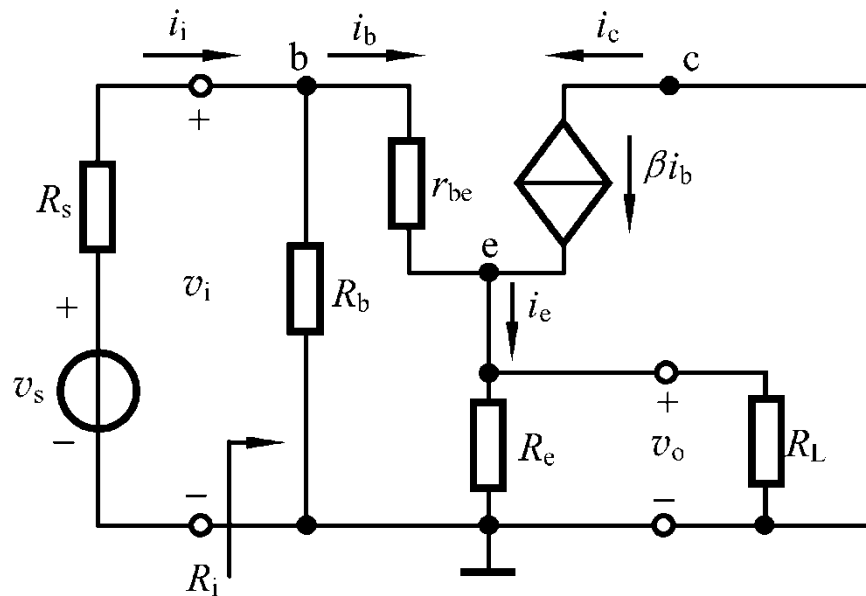 i_i i_b i_c
b c
+
R_s r_be βi_b
e
+ v_i R_b i_e
v_s
+
− R_e v_o R_L
− −
R_i